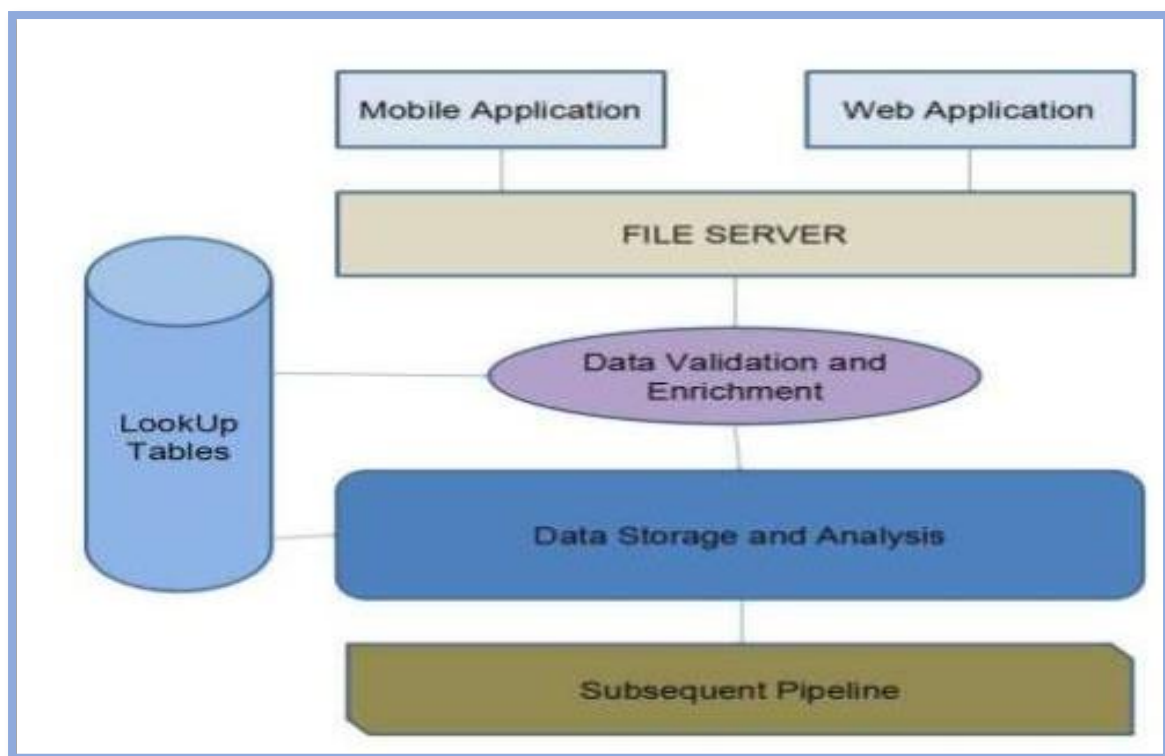 Mobile Application
Web Application
FILE SERVER
Data Validation and
Enrichment
LookUp
Tables
Data Storage and Analysis
Subsequent Pipeline